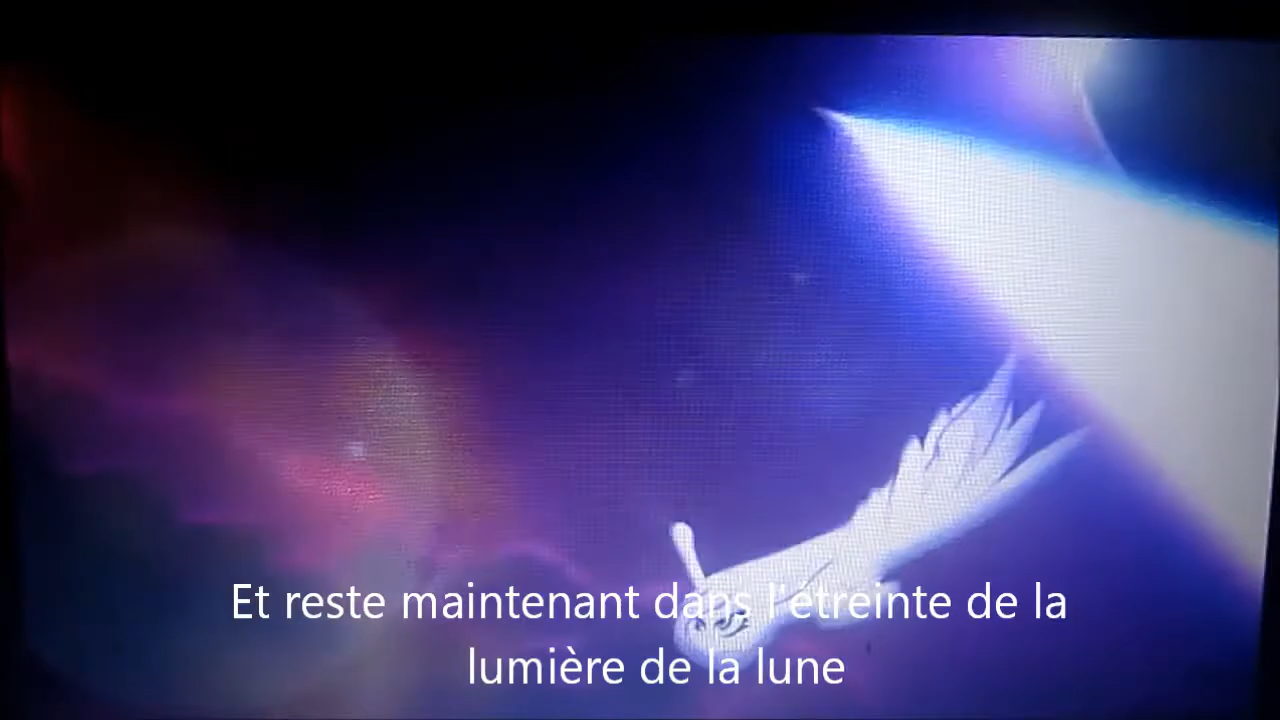 Et reste maintenant dans l'étreinte de la
lumière de la lune